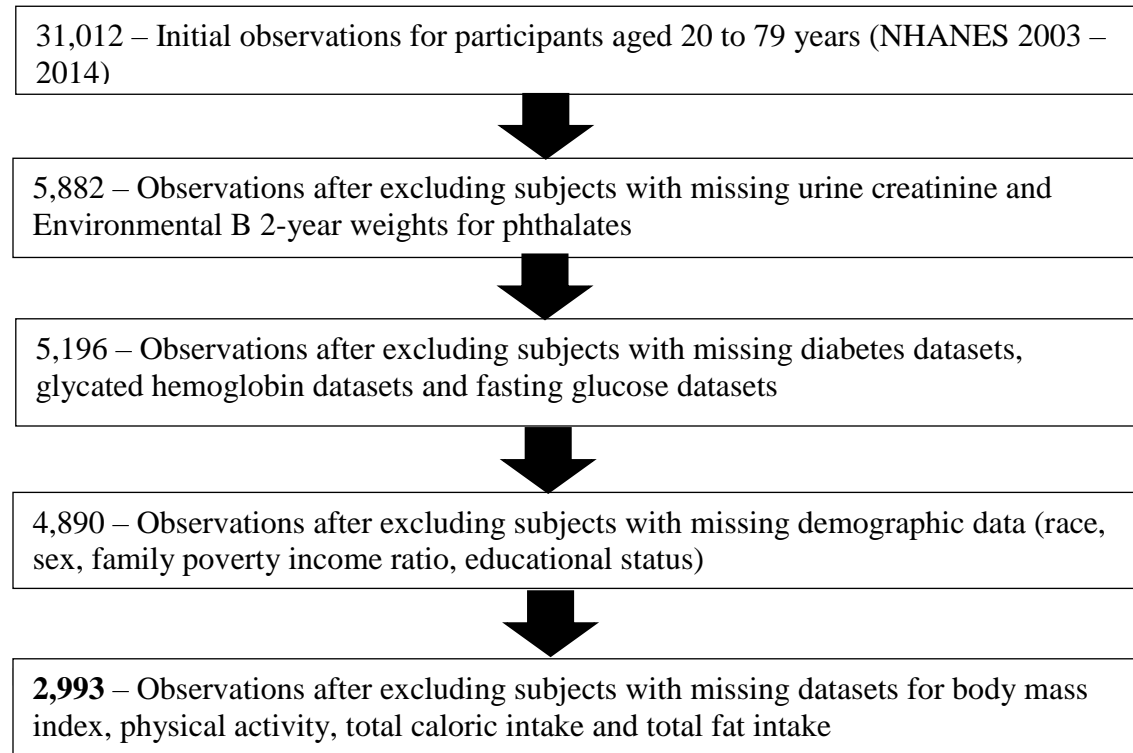 31,012 – Initial observations for participants aged 20 to 79 years (NHANES 2003 –
2014)
5,882 – Observations after excluding subjects with missing urine creatinine and
Environmental B 2-year weights for phthalates
5,196 – Observations after excluding subjects with missing diabetes datasets,
glycated hemoglobin datasets and fasting glucose datasets
4,890 – Observations after excluding subjects with missing demographic data (race,
sex, family poverty income ratio, educational status)
2,993 – Observations after excluding subjects with missing datasets for body mass
index, physical activity, total caloric intake and total fat intake